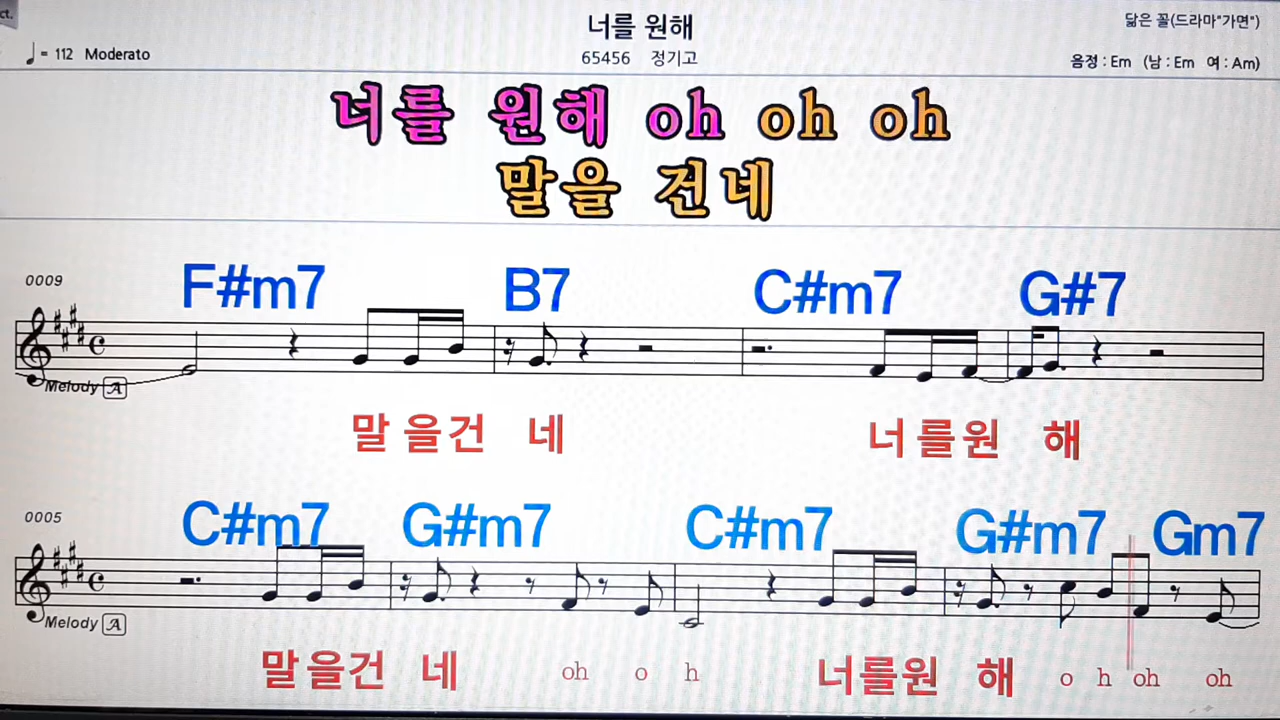 ct.
너를 원해
닮은 꼴(드라마"가면")
= 112 Moderato
65456 정기고
음정 : Em (남 : Em 여 : Am)
너를 원해 oh oh oh
말을 건네
0009
F#m7 B7 C#m7 G#7
Melody A
말 을건 네 너 를원 해
0005
C#m7 G#m7 C#m7 G#m7 Gm7
Melody A
말 을건 네 oh o h 너를원 해 o h oh oh